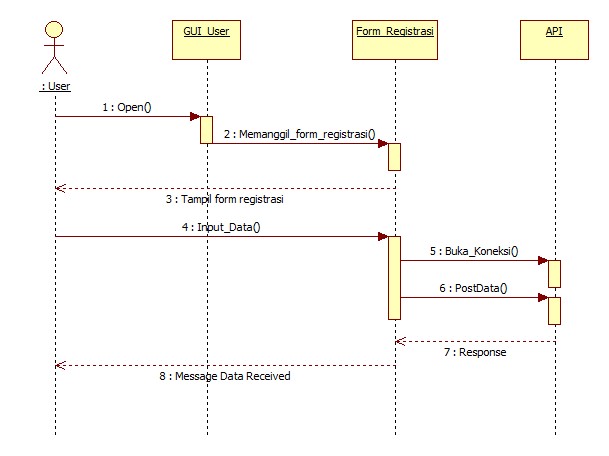 GUI_User
Form_Registrasi
API
: User
1 : Open()
2 : Memanggil_form_registrasi()
3 : Tampil form registrasi
4 : Input_Data()
5 : Buka_Koneksi()
6 : PostData()
7 : Response
8 : Message Data Received